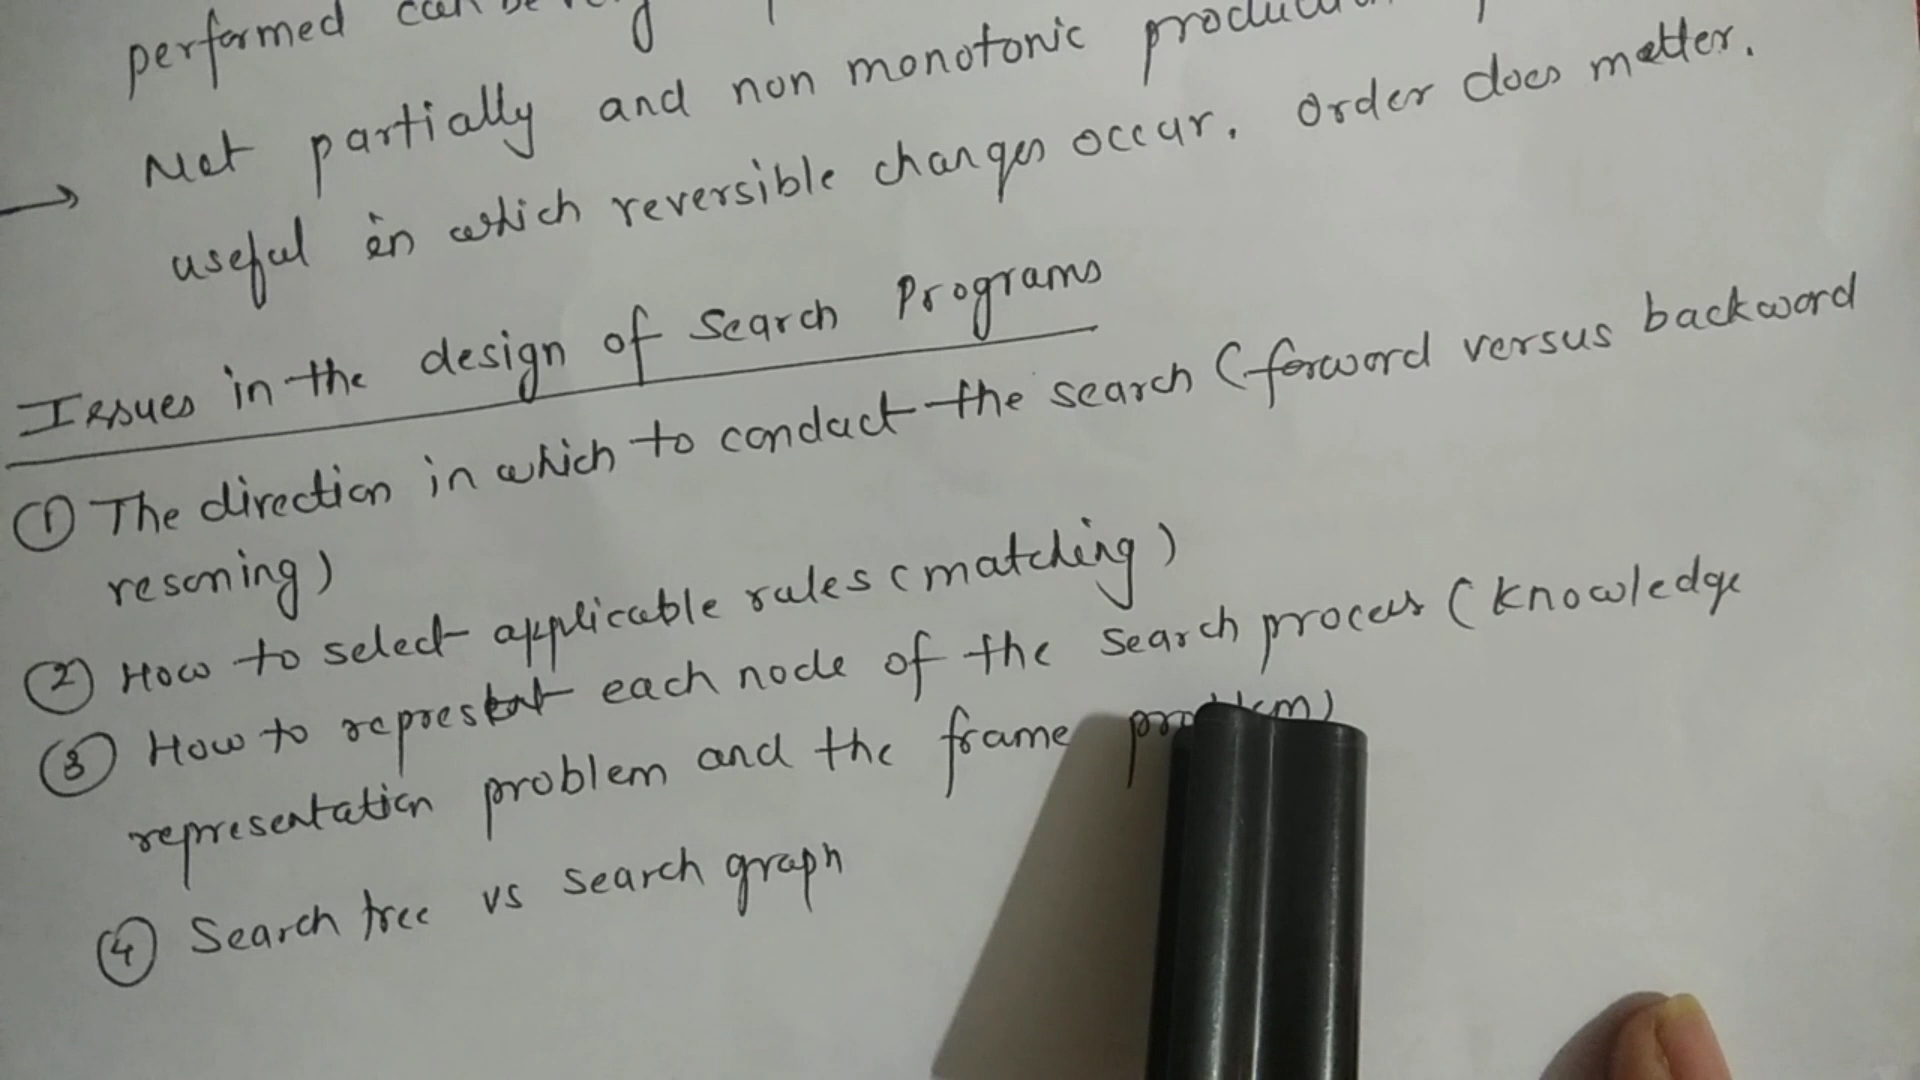 performed can be
Not partially and non monotonic
useful in which reversible changes occur. Order does matter.
Issues in the design of Search Programs
① The direction in which to conduct the search (forword versus backword
resoning)
② How to select applicable rules (matching)
③ How to represent each node of the search process (knowledge
representation problem and the frame problem)
④ Search tree vs search graph